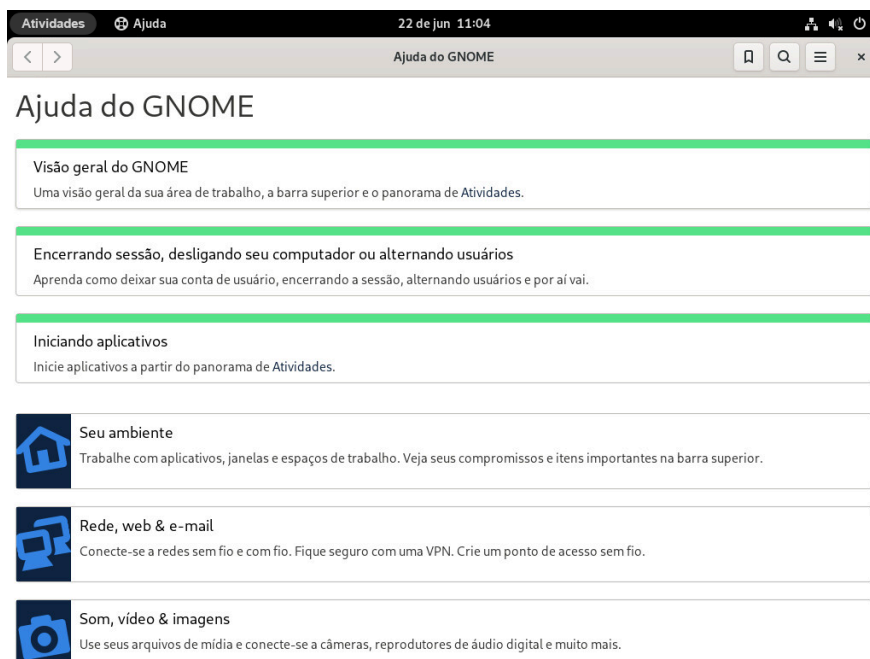 Atividades Ajuda 22 de jun 11:04
Ajuda do GNOME
Ajuda do GNOME
Visão geral do GNOME
Uma visão geral da sua área de trabalho, a barra superior e o panorama de Atividades.
Encerrando sessão, desligando seu computador ou alternando usuários
Aprenda como deixar sua conta de usuário, encerrando a sessão, alternando usuários e por aí vai.
Iniciando aplicativos
Inicie aplicativos a partir do panorama de Atividades.
Seu ambiente
Trabalhe com aplicativos, janelas e espaços de trabalho. Veja seus compromissos e itens importantes na barra superior.
Rede, web & e-mail
Conecte-se a redes sem fio e com fio. Fique seguro com uma VPN. Crie um ponto de acesso sem fio.
Som, vídeo & imagens
Use seus arquivos de mídia e conecte-se a câmeras, reprodutores de áudio digital e muito mais.